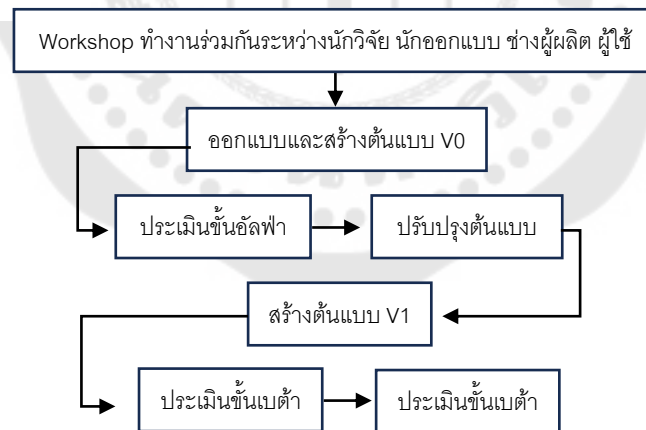 Workshop ทำงานร่วมกันระหว่างนักวิจัย นักออกแบบ ช่างผู้ผลิต ผู้ใช้
ออกแบบและสร้างต้นแบบ V0
ประเมินขั้นอัลฟ่า
ปรับปรุงต้นแบบ
สร้างต้นแบบ V1
ประเมินขั้นเบต้า
ประเมินขั้นเบต้า